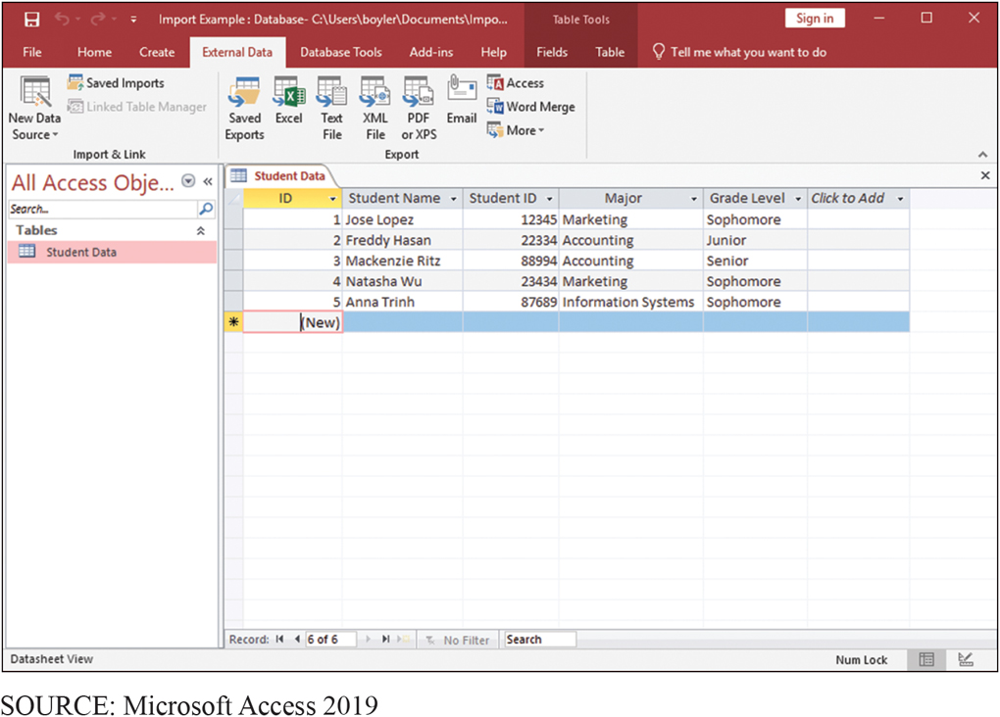 Import Example : Database- C:\Users\boyler\Documents\Impo...
Table Tools
Sign in
File Home Create External Data Database Tools Add-ins Help Fields Table Tell me what you want to do
New Data Source
Saved Imports
Linked Table Manager
Import & Link
Saved Exports
Excel
Text File
XML File
PDF or XPS
Email
Access
Word Merge
More
Export
All Access Obje...
Search...
Tables
Student Data
Student Data
ID Student Name Student ID Major Grade Level Click to Add
1 Jose Lopez 12345 Marketing Sophomore
2 Freddy Hasan 22334 Accounting Junior
3 Mackenzie Ritz 88994 Accounting Senior
4 Natasha Wu 23434 Marketing Sophomore
5 Anna Trinh 87689 Information Systems Sophomore
(New)
Record: 6 of 6 No Filter Search
Datasheet View
Num Lock
SOURCE: Microsoft Access 2019